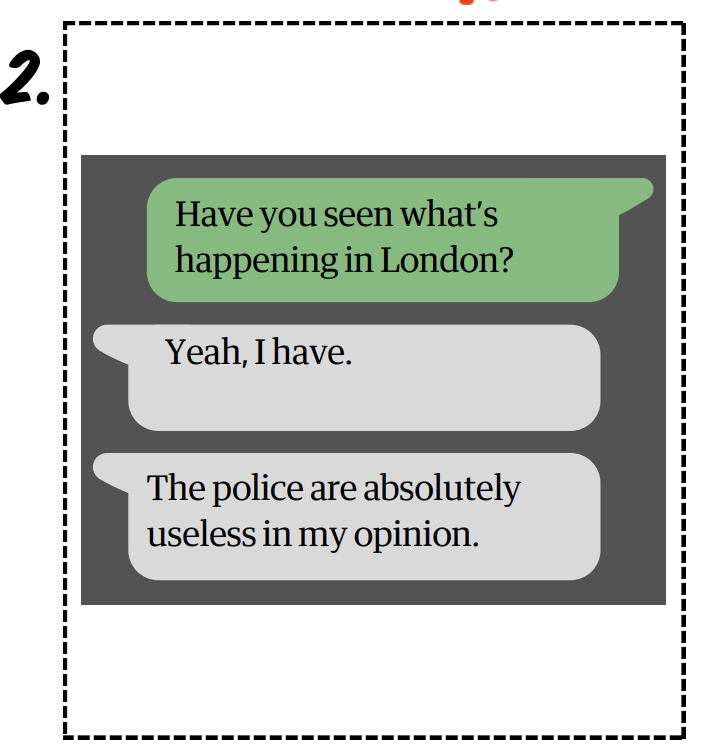 2.
Have you seen what's
happening in London?
Yeah, I have.
The police are absolutely
useless in my opinion.